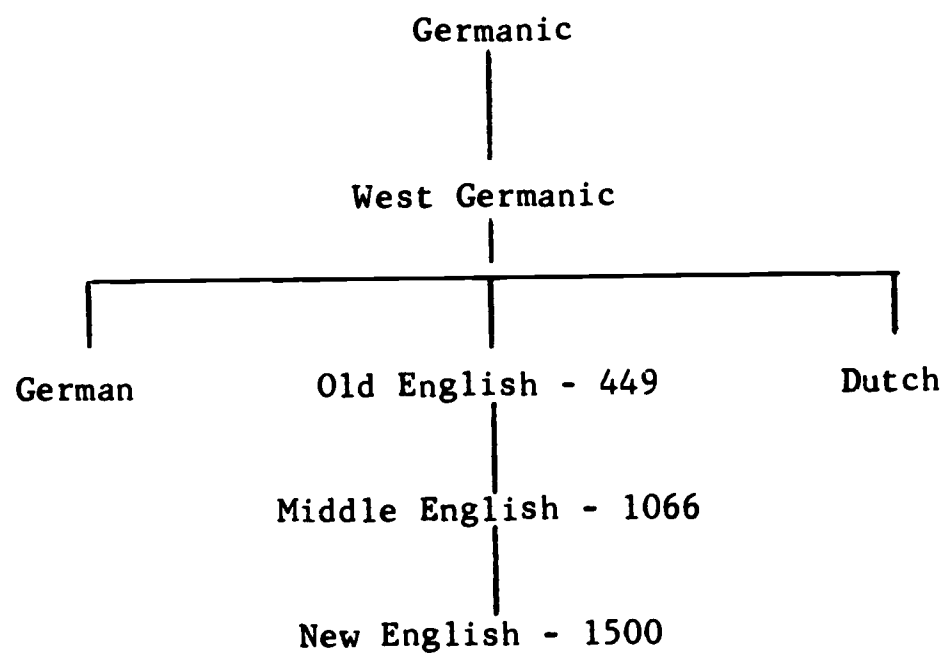 Germanic
West Germanic
German Old English - 449 Dutch
Middle English - 1066
New English - 1500